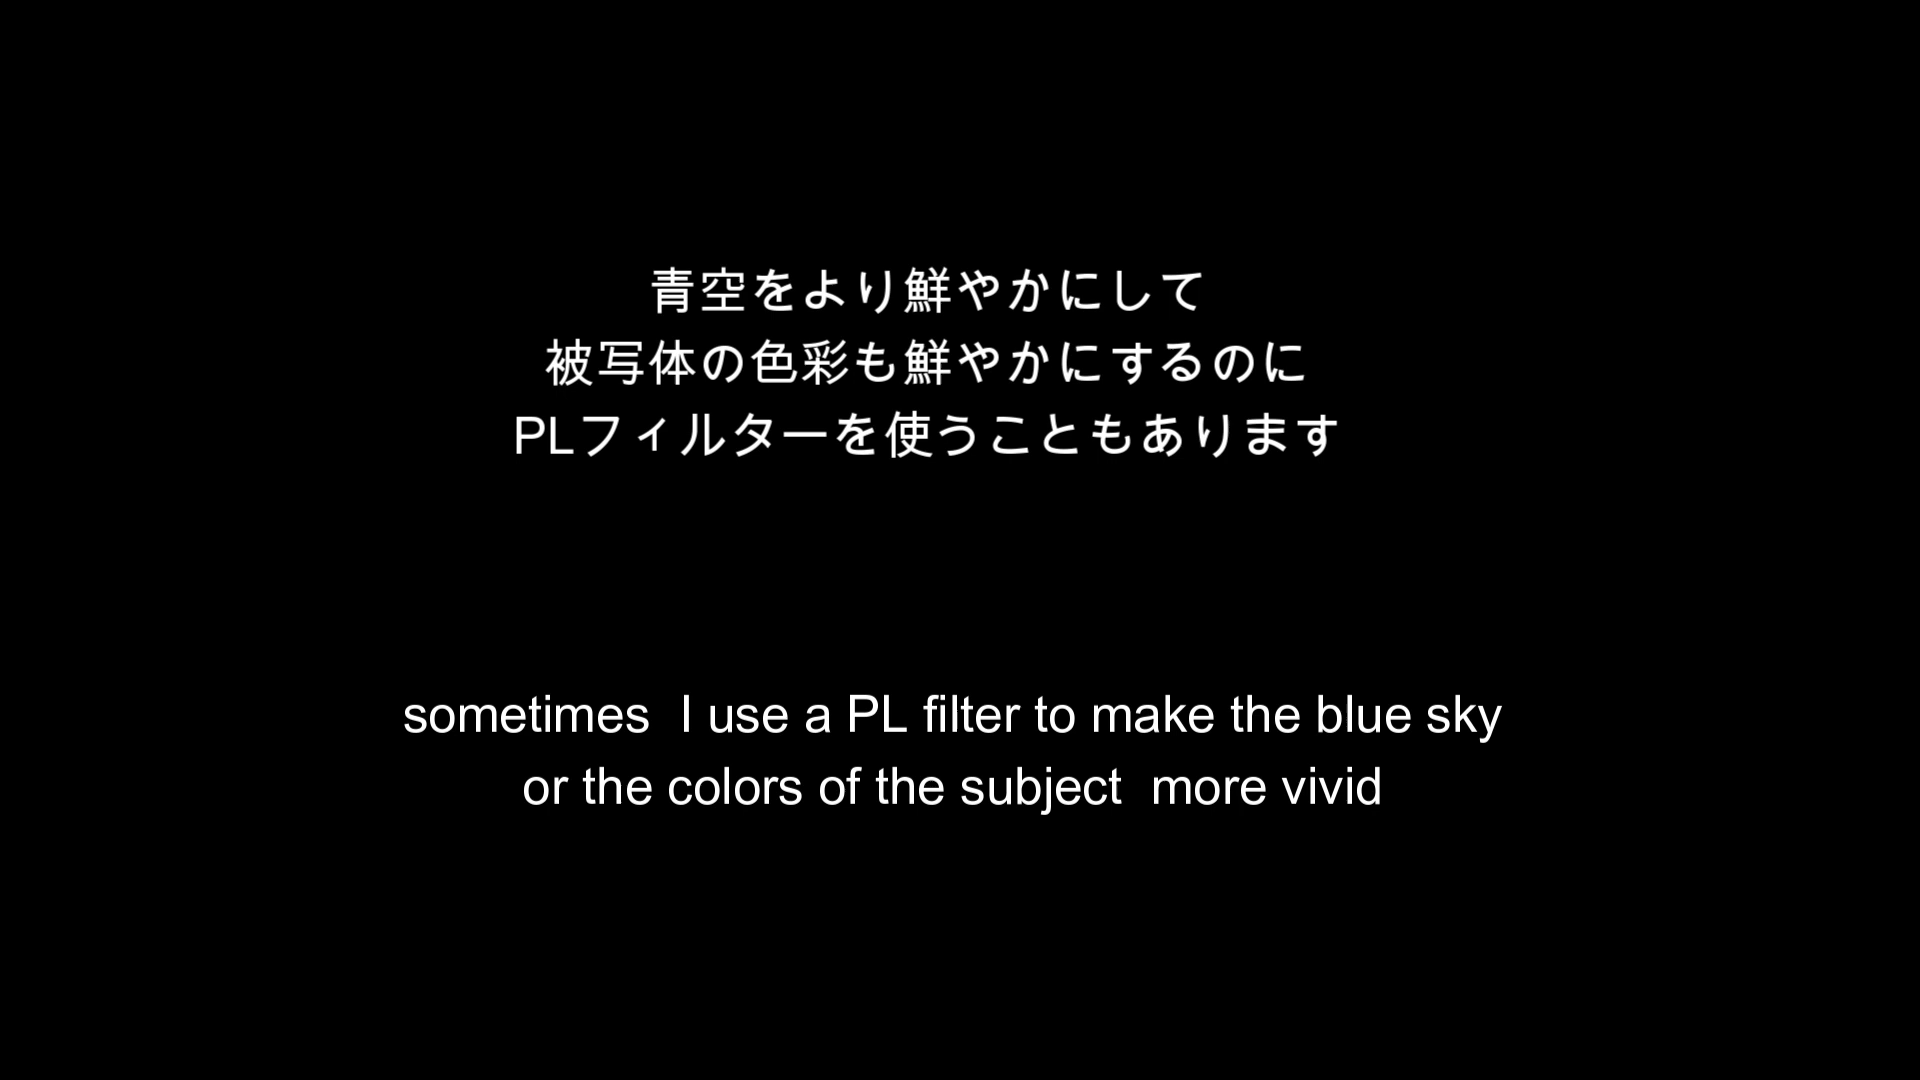 青空をより鮮やかにして
被写体の色彩も鮮やかにするのに
PLフィルターを使うこともあります
sometimes  I use a PL filter to make the blue sky
or the colors of the subject  more vivid